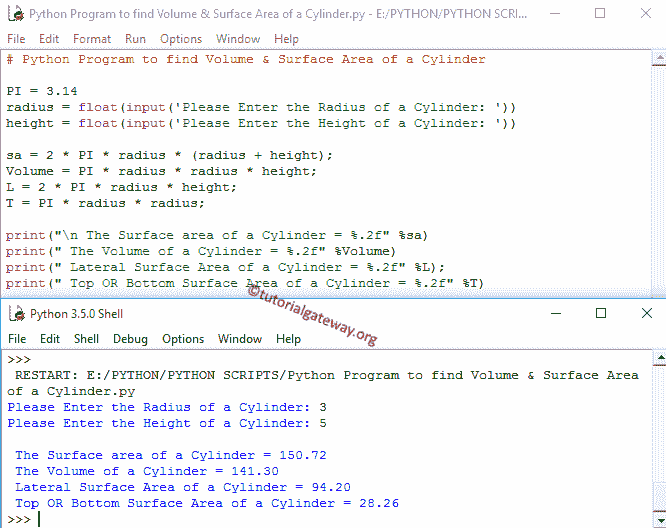 Python Program to find Volume & Surface Area of a Cylinder.py - E:/PYTHON/PYTHON SCRI...
File Edit Format Run Options Window Help
# Python Program to find Volume & Surface Area of a Cylinder
PI = 3.14
radius = float(input('Please Enter the Radius of a Cylinder: '))
height = float(input('Please Enter the Height of a Cylinder: '))
sa = 2 * PI * radius * (radius + height);
Volume = PI * radius * radius * height;
L = 2 * PI * radius * height;
T = PI * radius * radius;
print("\n The Surface area of a Cylinder = %.2f" %sa)
print(" The Volume of a Cylinder = %.2f" %Volume)
print(" Lateral Surface Area of a Cylinder = %.2f" %L);
print(" Top OR Bottom Surface Area of a Cylinder = %.2f" %T)
©tutorialgateway.org
Python 3.5.0 Shell
File Edit Shell Debug Options Window Help
>>>
RESTART: E:/PYTHON/PYTHON SCRIPTS/Python Program to find Volume & Surface Area
of a Cylinder.py
Please Enter the Radius of a Cylinder: 3
Please Enter the Height of a Cylinder: 5
The Surface area of a Cylinder = 150.72
The Volume of a Cylinder = 141.30
Lateral Surface Area of a Cylinder = 94.20
Top OR Bottom Surface Area of a Cylinder = 28.26
>>>